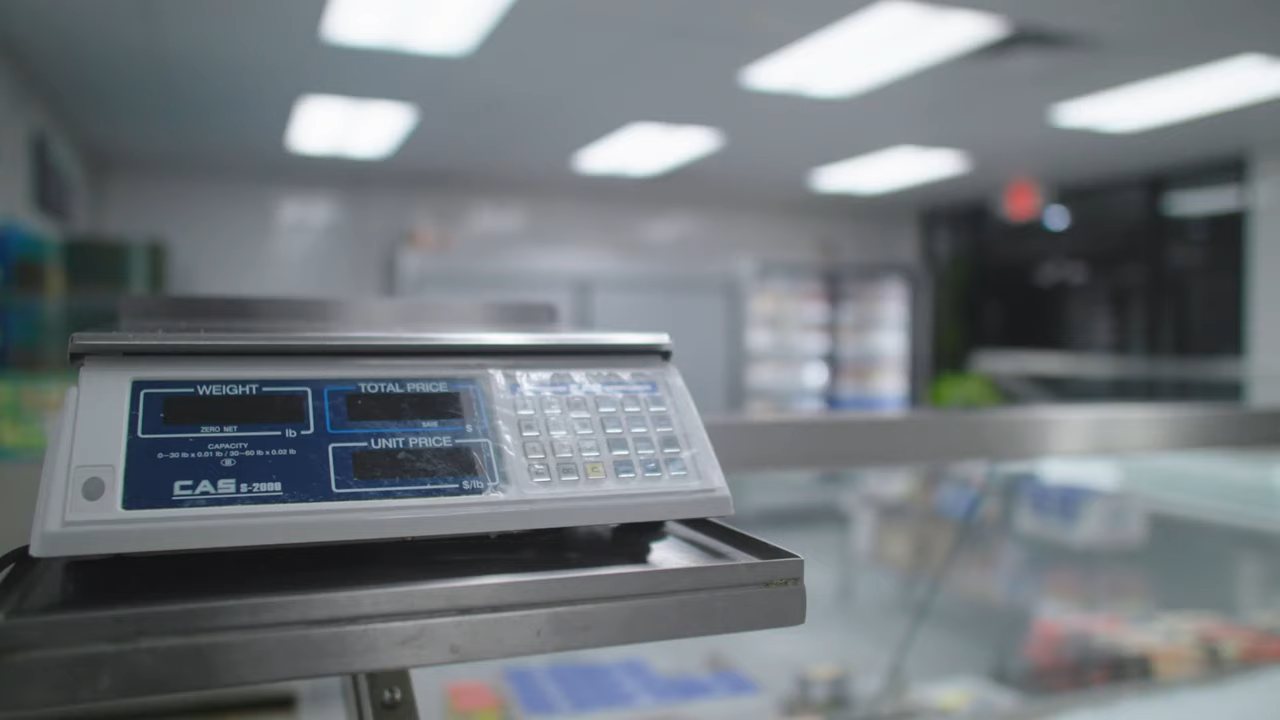 WEIGHT
ZERO NET
lb
CAPACITY
0-30 lb x 0.01 lb / 30-60 lb x 0.02 lb
CAS S-2000
TOTAL PRICE
$
UNIT PRICE
$/lb
C